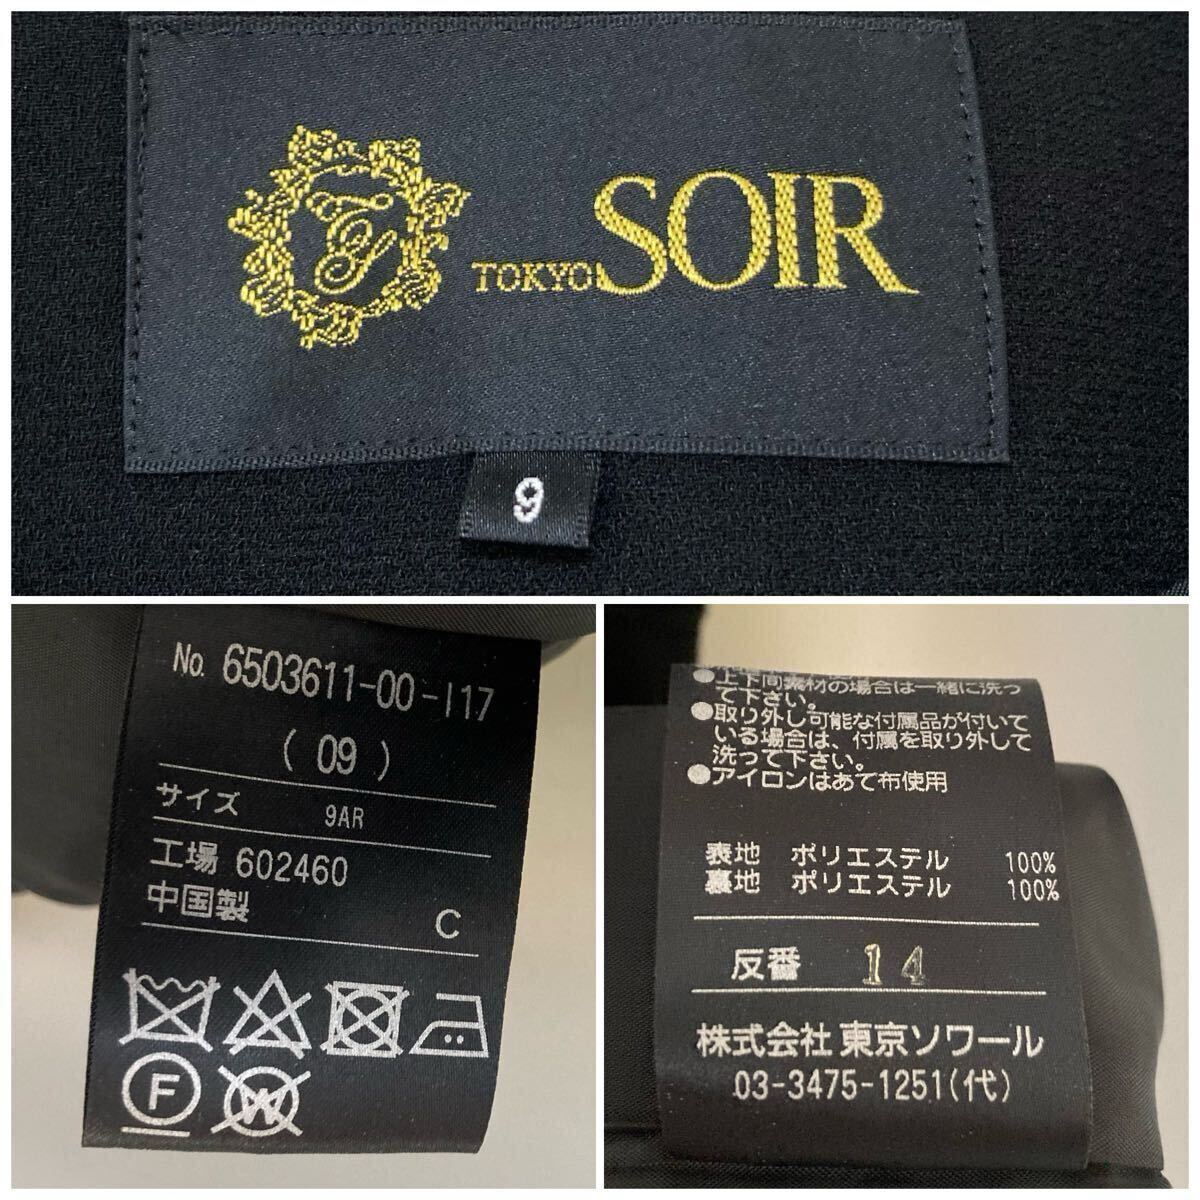 TOKYO SOIR
9
No. 6503611-00-I17
( 09 )
サイズ 9AR
工場 602460
中国製 C
F
W
●上下同素材の場合は一緒に洗っ
て下さい。
●取り外し可能な付属品が付いて
いる場合は、付属を取り外して
洗って下さい。
●アイロンはあて布使用
表地 ポリエステル 100%
裏地 ポリエステル 100%
反番 14
株式会社 東京ソワール
03-3475-1251(代)